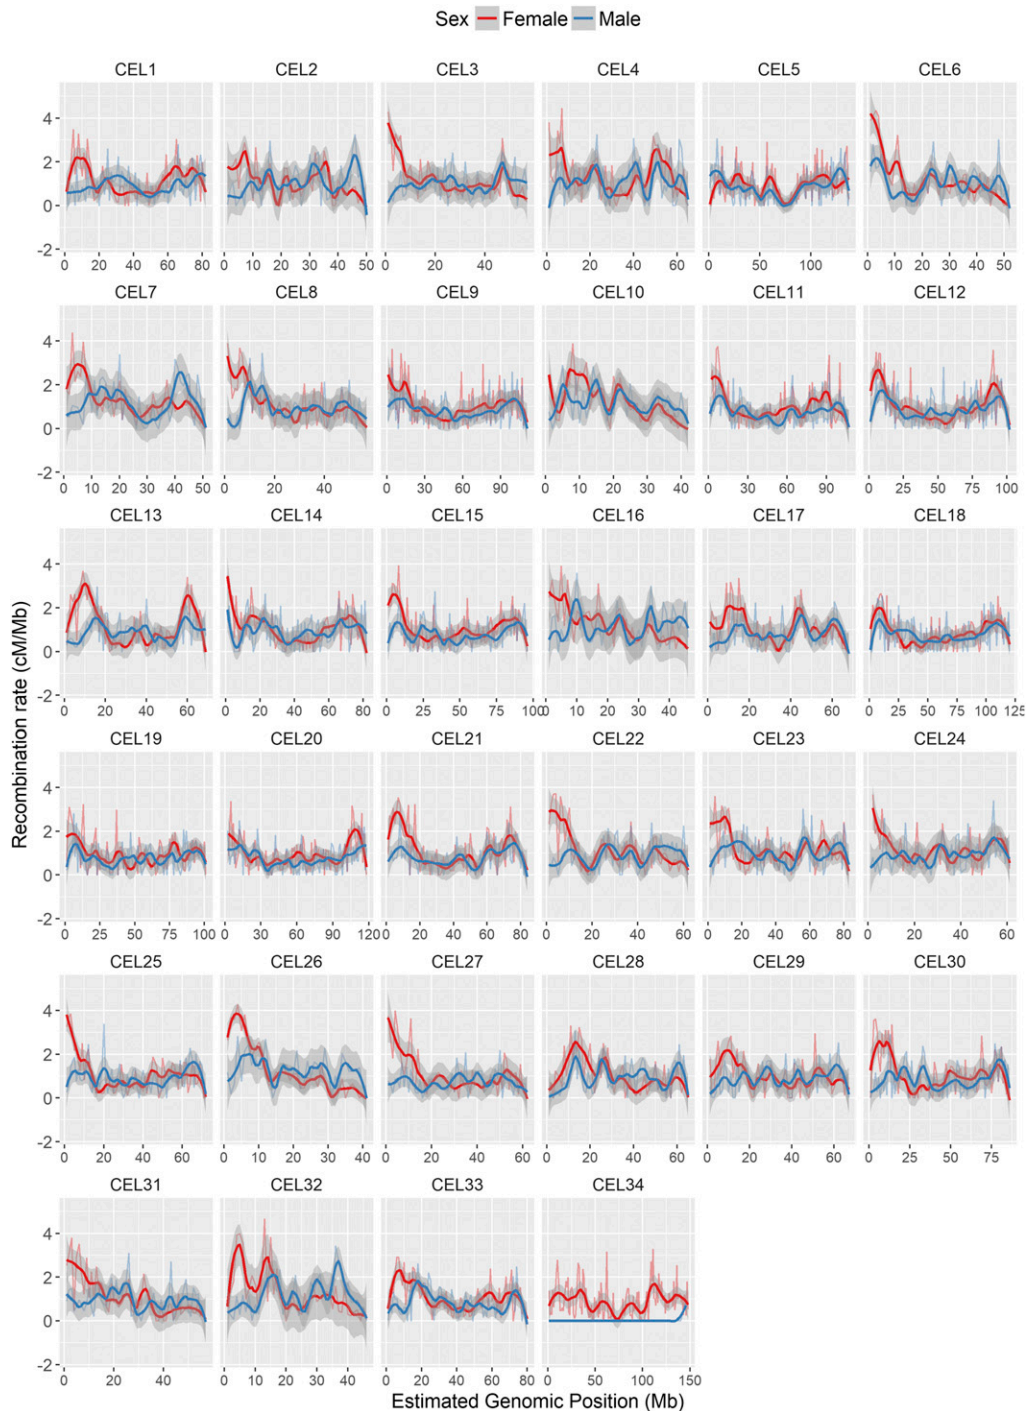 Sex Female Male
CEL1 CEL2 CEL3 CEL4 CEL5 CEL6
4
2
0
-2
0 20 40 60 80 0 10 20 30 40 50 0 20 40 0 20 40 60 0 50 100 0 10 20 30 40 50
CEL7 CEL8 CEL9 CEL10 CEL11 CEL12
4
2
0
-2
0 10 20 30 40 50 0 20 40 0 30 60 90 0 10 20 30 40 0 30 60 90 0 25 50 75 100
CEL13 CEL14 CEL15 CEL16 CEL17 CEL18
4
2
0
-2
0 20 40 60 0 20 40 60 80 0 25 50 75 100 0 10 20 30 40 0 20 40 60 0 25 50 75 100 125
Recombination rate (cM/Mb)
CEL19 CEL20 CEL21 CEL22 CEL23 CEL24
4
2
0
-2
0 25 50 75 100 0 30 60 90 120 0 20 40 60 80 0 20 40 60 0 20 40 60 80 0 20 40 60
CEL25 CEL26 CEL27 CEL28 CEL29 CEL30
4
2
0
-2
0 20 40 60 0 10 20 30 40 0 20 40 60 0 20 40 60 0 20 40 60 0 25 50 75
CEL31 CEL32 CEL33 CEL34
4
2
0
-2
0 20 40 0 10 20 30 40 0 20 40 60 80 0 50 100 150
Estimated Genomic Position (Mb)